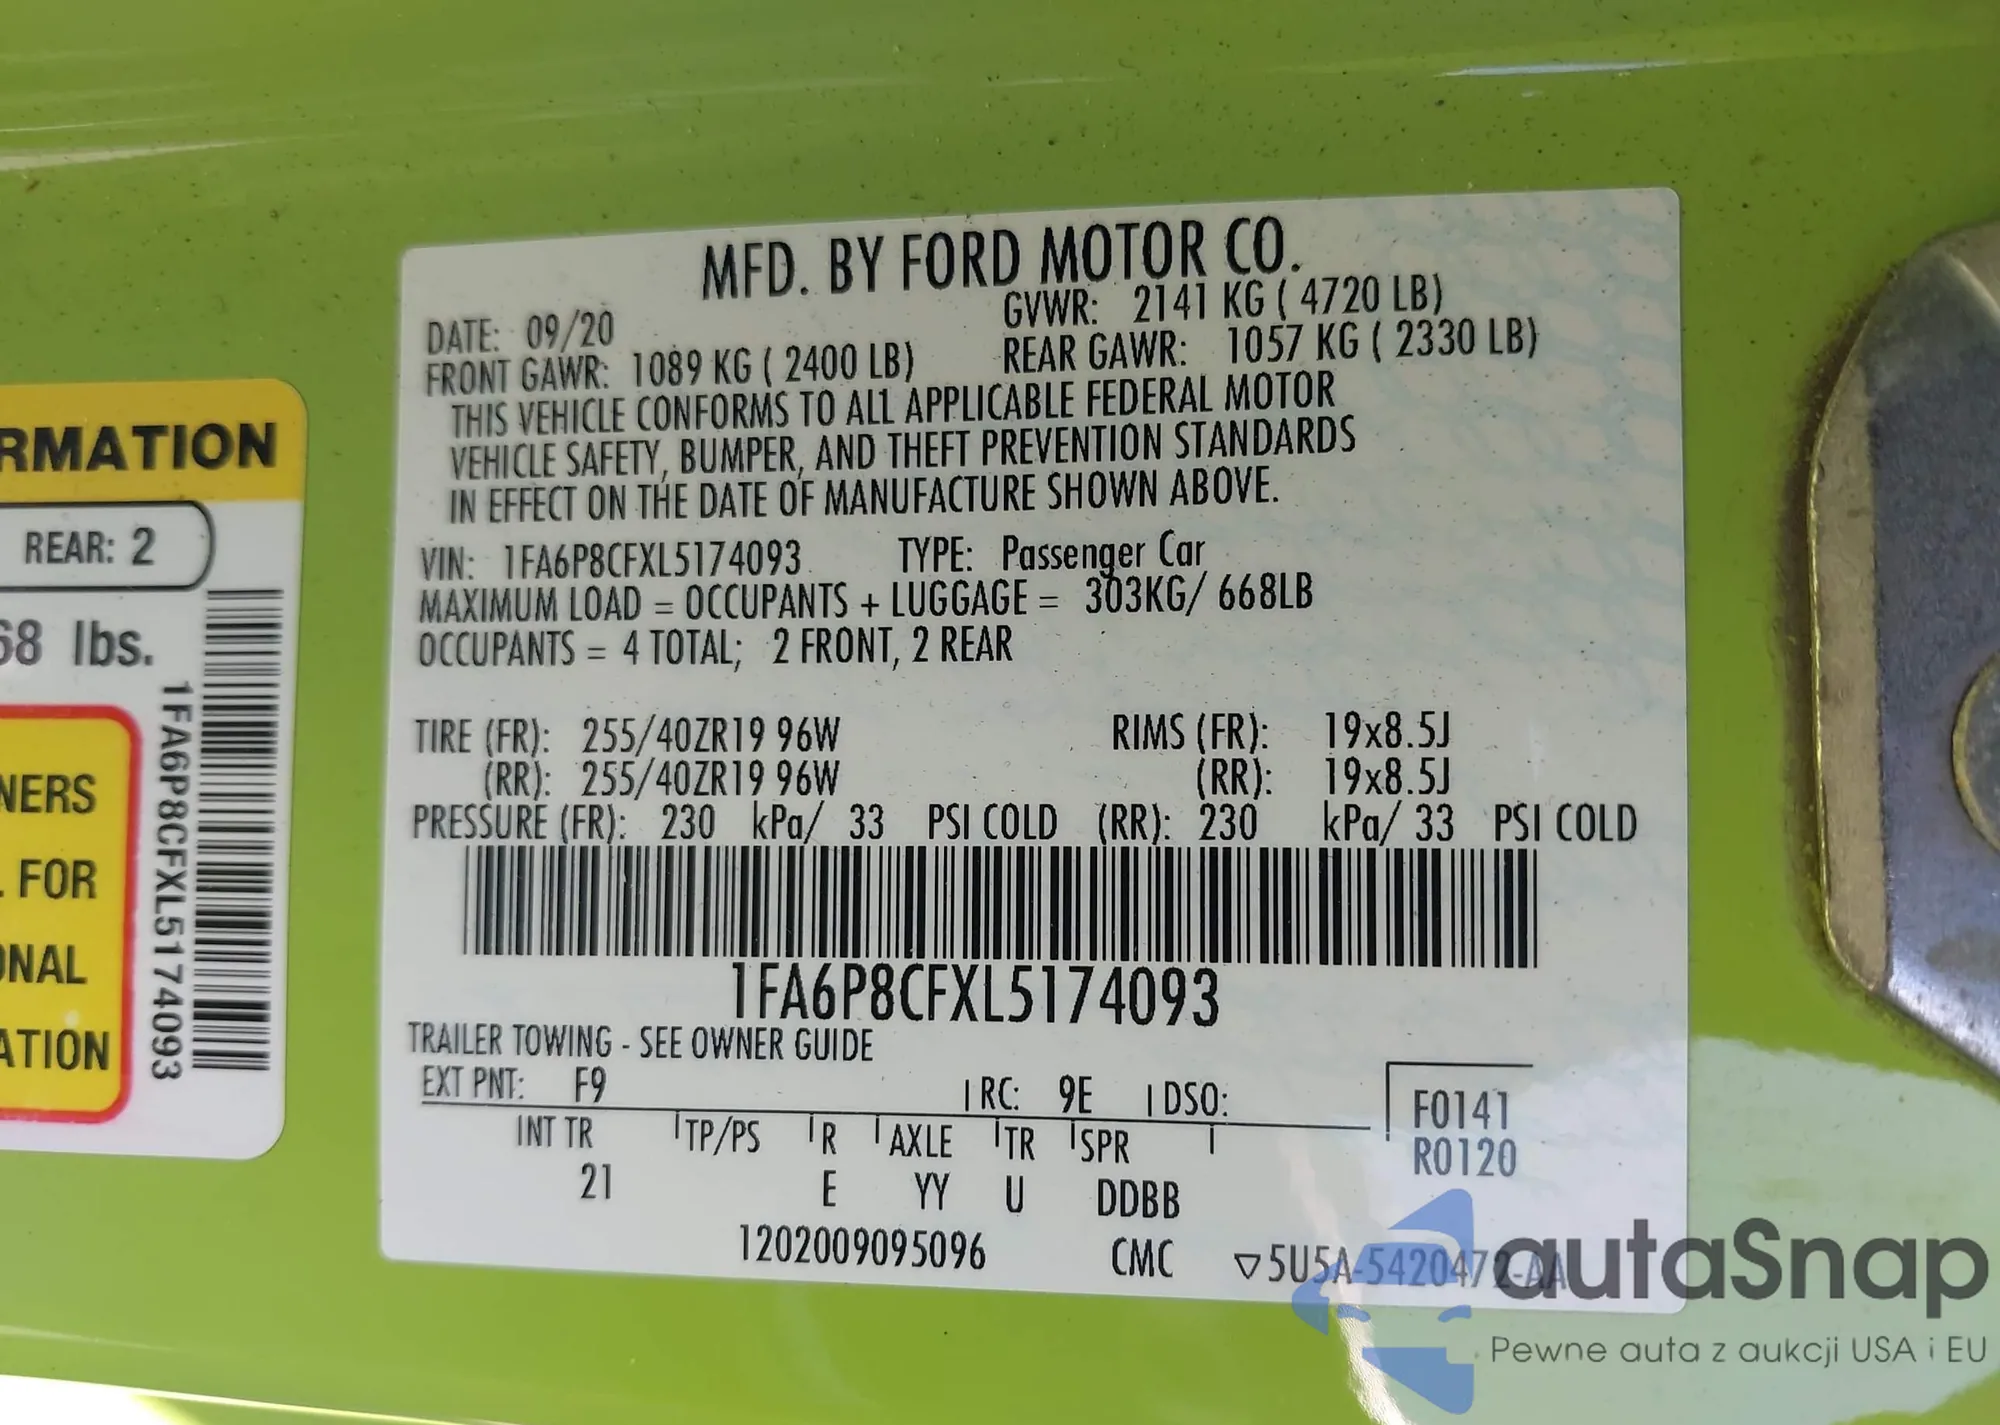 MFD. BY FORD MOTOR CO.
DATE: 09/20 GVWR: 2141 KG ( 4720 LB)
FRONT GAWR: 1089 KG ( 2400 LB) REAR GAWR: 1057 KG ( 2330 LB)
THIS VEHICLE CONFORMS TO ALL APPLICABLE FEDERAL MOTOR
VEHICLE SAFETY, BUMPER, AND THEFT PREVENTION STANDARDS
IN EFFECT ON THE DATE OF MANUFACTURE SHOWN ABOVE.
VIN: 1FA6P8CFXL5174093 TYPE: Passenger Car
MAXIMUM LOAD = OCCUPANTS + LUGGAGE = 303KG/ 668LB
OCCUPANTS = 4 TOTAL; 2 FRONT, 2 REAR
TIRE (FR): 255/40ZR19 96W RIMS (FR): 19x8.5J
(RR): 255/40ZR19 96W (RR): 19x8.5J
PRESSURE (FR): 230 kPa/ 33 PSI COLD (RR): 230 kPa/ 33 PSI COLD
1FA6P8CFXL5174093
TRAILER TOWING - SEE OWNER GUIDE
EXT PNT: F9 RC: 9E DSO:
F0141
R0120
INT TR TP/PS R AXLE TR SPR
21 E YY U DDBB
1202009095096 CMC ▽5U5A-5420472-AA
RMATION
REAR: 2
68 lbs.
NERS
FOR
ONAL
ATION
1FA6P8CFXL5174093
autaSnap
Pewne auta z aukcji USA i EU